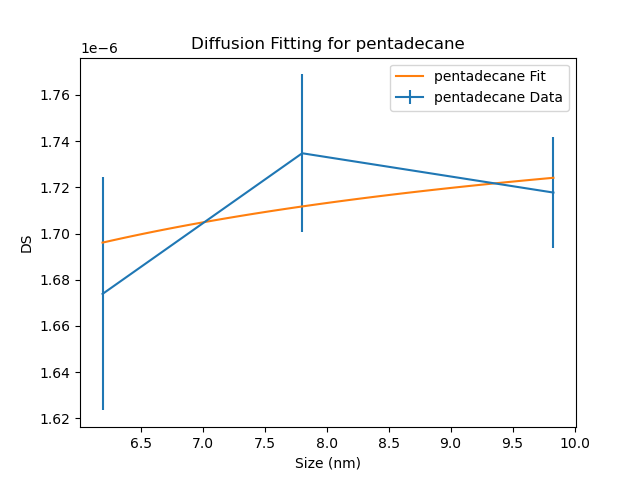 Diffusion Fitting for pentadecane
1e−6
pentadecane Fit
pentadecane Data
1.76
1.74
1.72
1.70
1.68
1.66
1.64
1.62
DS
6.5 7.0 7.5 8.0 8.5 9.0 9.5 10.0
Size (nm)